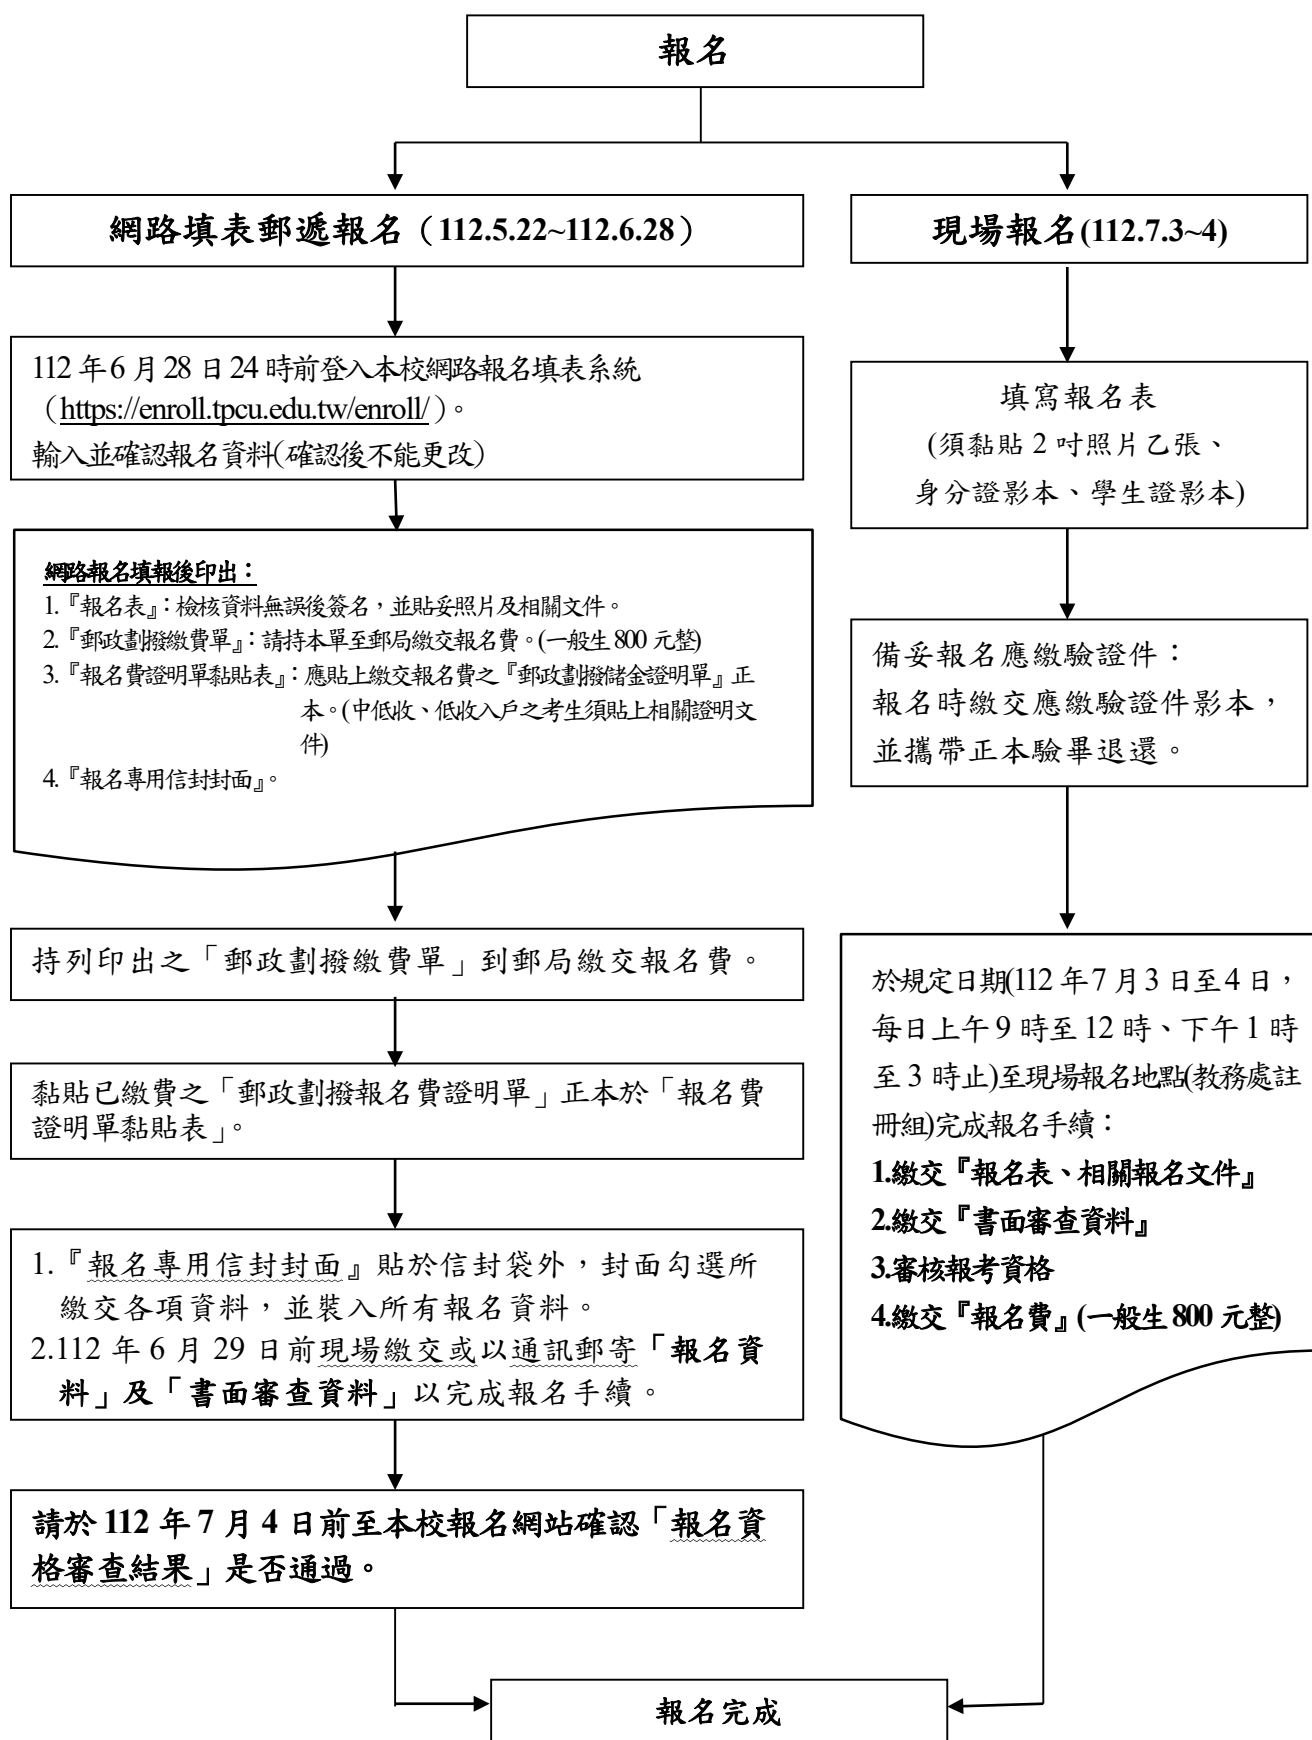 報名
網路填表郵遞報名（112.5.22~112.6.28）
112 年 6 月 28 日 24 時前登入本校網路報名填表系統
（https://enroll.tpcu.edu.tw/enroll/）。
輸入並確認報名資料(確認後不能更改)
網路報名填報後印出：
1.『報名表』：檢核資料無誤後簽名，並貼妥照片及相關文件。
2.『郵政劃撥繳費單』：請持本單至郵局繳交報名費。(一般生 800 元整)
3.『報名費證明單黏貼表』：應貼上繳交報名費之『郵政劃撥儲金證明單』正
本。(中低收、低收入戶之考生須貼上相關證明文
件)
4.『報名專用信封封面』。
持列印出之「郵政劃撥繳費單」到郵局繳交報名費。
黏貼已繳費之「郵政劃撥報名費證明單」正本於「報名費
證明單黏貼表」。
1.『報名專用信封封面』貼於信封袋外，封面勾選所
繳交各項資料，並裝入所有報名資料。
2.112 年 6 月 29 日前現場繳交或以通訊郵寄「報名資
料」及「書面審查資料」以完成報名手續。
請於 112 年 7 月 4 日前至本校報名網站確認「報名資
格審查結果」是否通過。
現場報名(112.7.3~4)
填寫報名表
(須黏貼 2 吋照片乙張、
身分證影本、學生證影本)
備妥報名應繳驗證件：
報名時繳交應繳驗證件影本，
並攜帶正本驗畢退還。
於規定日期(112 年 7 月 3 日至 4 日，
每日上午 9 時至 12 時、下午 1 時
至 3 時止)至現場報名地點(教務處註
冊組)完成報名手續：
1.繳交『報名表、相關報名文件』
2.繳交『書面審查資料』
3.審核報考資格
4.繳交『報名費』(一般生 800 元整)
報名完成